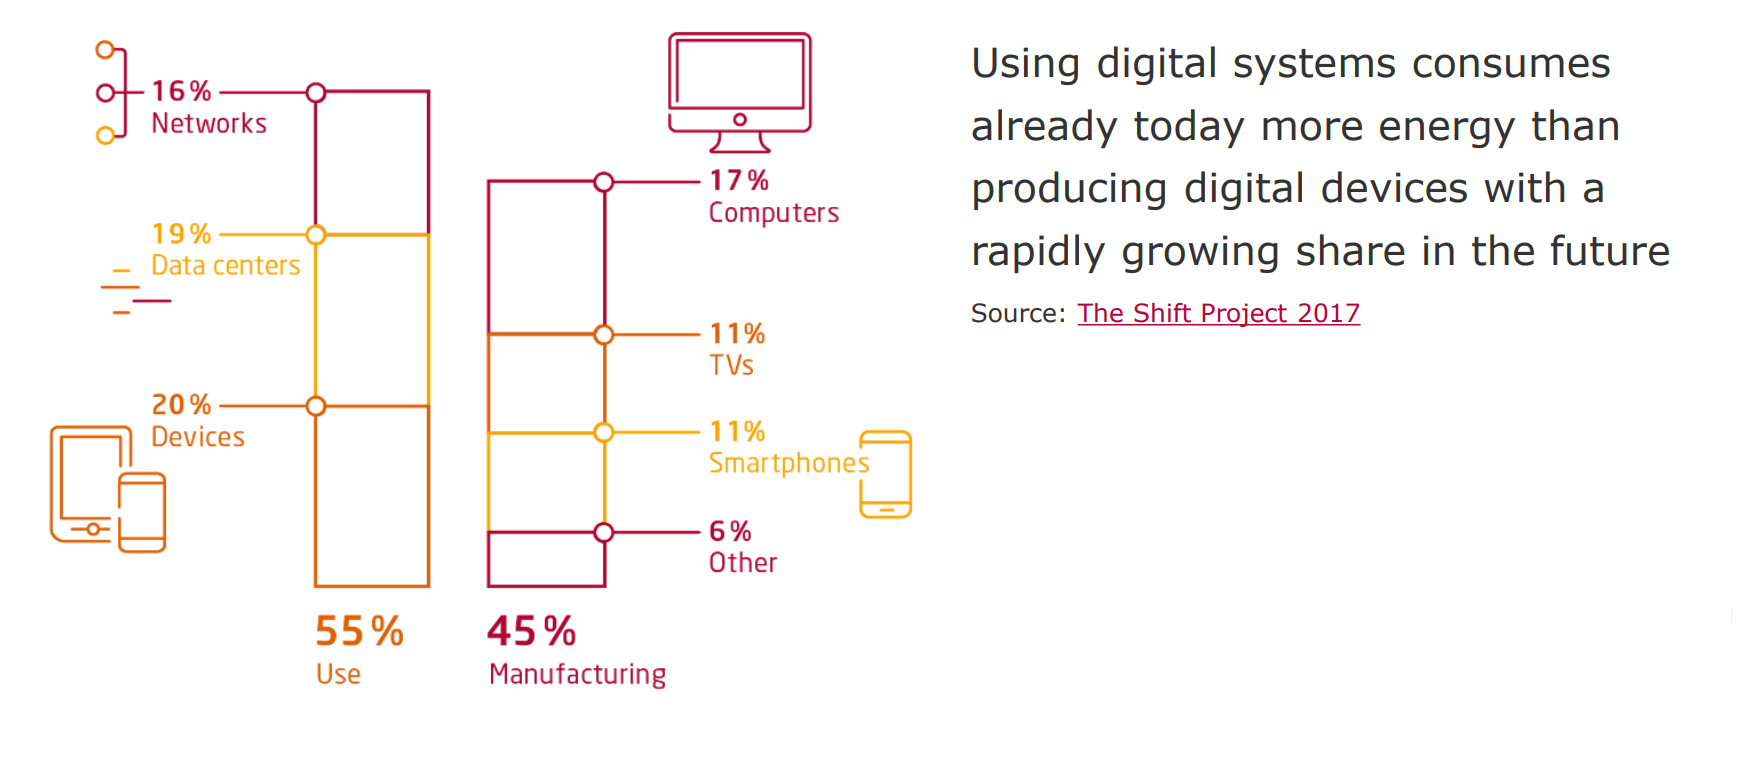 16%
Networks
19%
Data centers
20%
Devices
55%
Use
17%
Computers
11%
TVs
11%
Smartphones
6%
Other
45%
Manufacturing
Using digital systems consumes
already today more energy than
producing digital devices with a
rapidly growing share in the future
Source: The Shift Project 2017